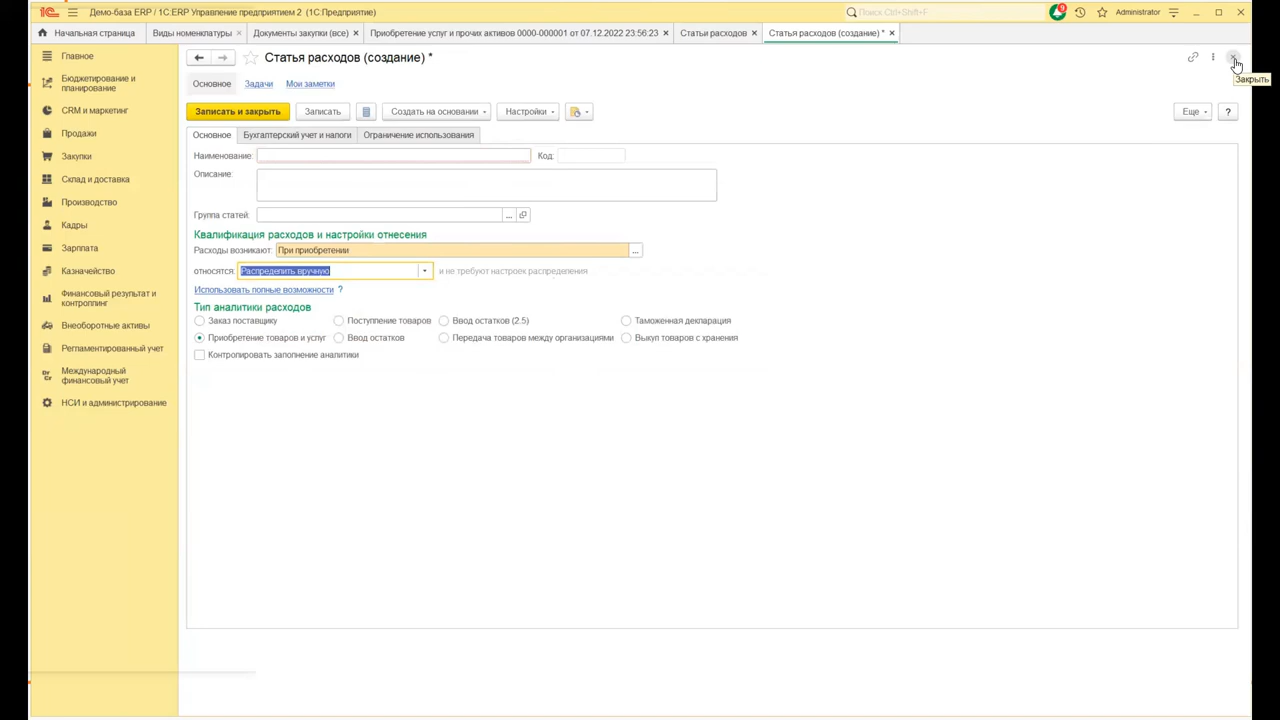 1С Демо-база ERP / 1С:ERP Управление предприятием 2 (1С:Предприятие) Поиск Ctrl+Shift+F Administrator
Начальная страница Виды номенклатуры × Документы закупки (все) × Приобретение услуг и прочих активов 0000-000001 от 07.12.2022 23:56:23 × Статьи расходов × Статья расходов (создание) * ×
Главное
Бюджетирование и
планирование
CRM и маркетинг
Продажи
Закупки
Склад и доставка
Производство
Кадры
Зарплата
Казначейство
Финансовый результат и
контроллинг
Внеоборотные активы
Регламентированный учет
Международный
финансовый учет
НСИ и администрирование
Статья расходов (создание) *
Закрыть
Основное Задачи Мои заметки
Записать и закрыть Записать Создать на основании Настройки Еще ?
Основное Бухгалтерский учет и налоги Ограничение использования
Наименование: Код:
Описание:
Группа статей: ...
Квалификация расходов и настройки отнесения
Расходы возникают: При приобретении ...
относятся: Распределить вручную и не требуют настроек распределения
Использовать полные возможности ?
Тип аналитики расходов
Заказ поставщику Поступление товаров Ввод остатков (2.5) Таможенная декларация
Приобретение товаров и услуг Ввод остатков Передача товаров между организациями Выкуп товаров с хранения
Контролировать заполнение аналитики